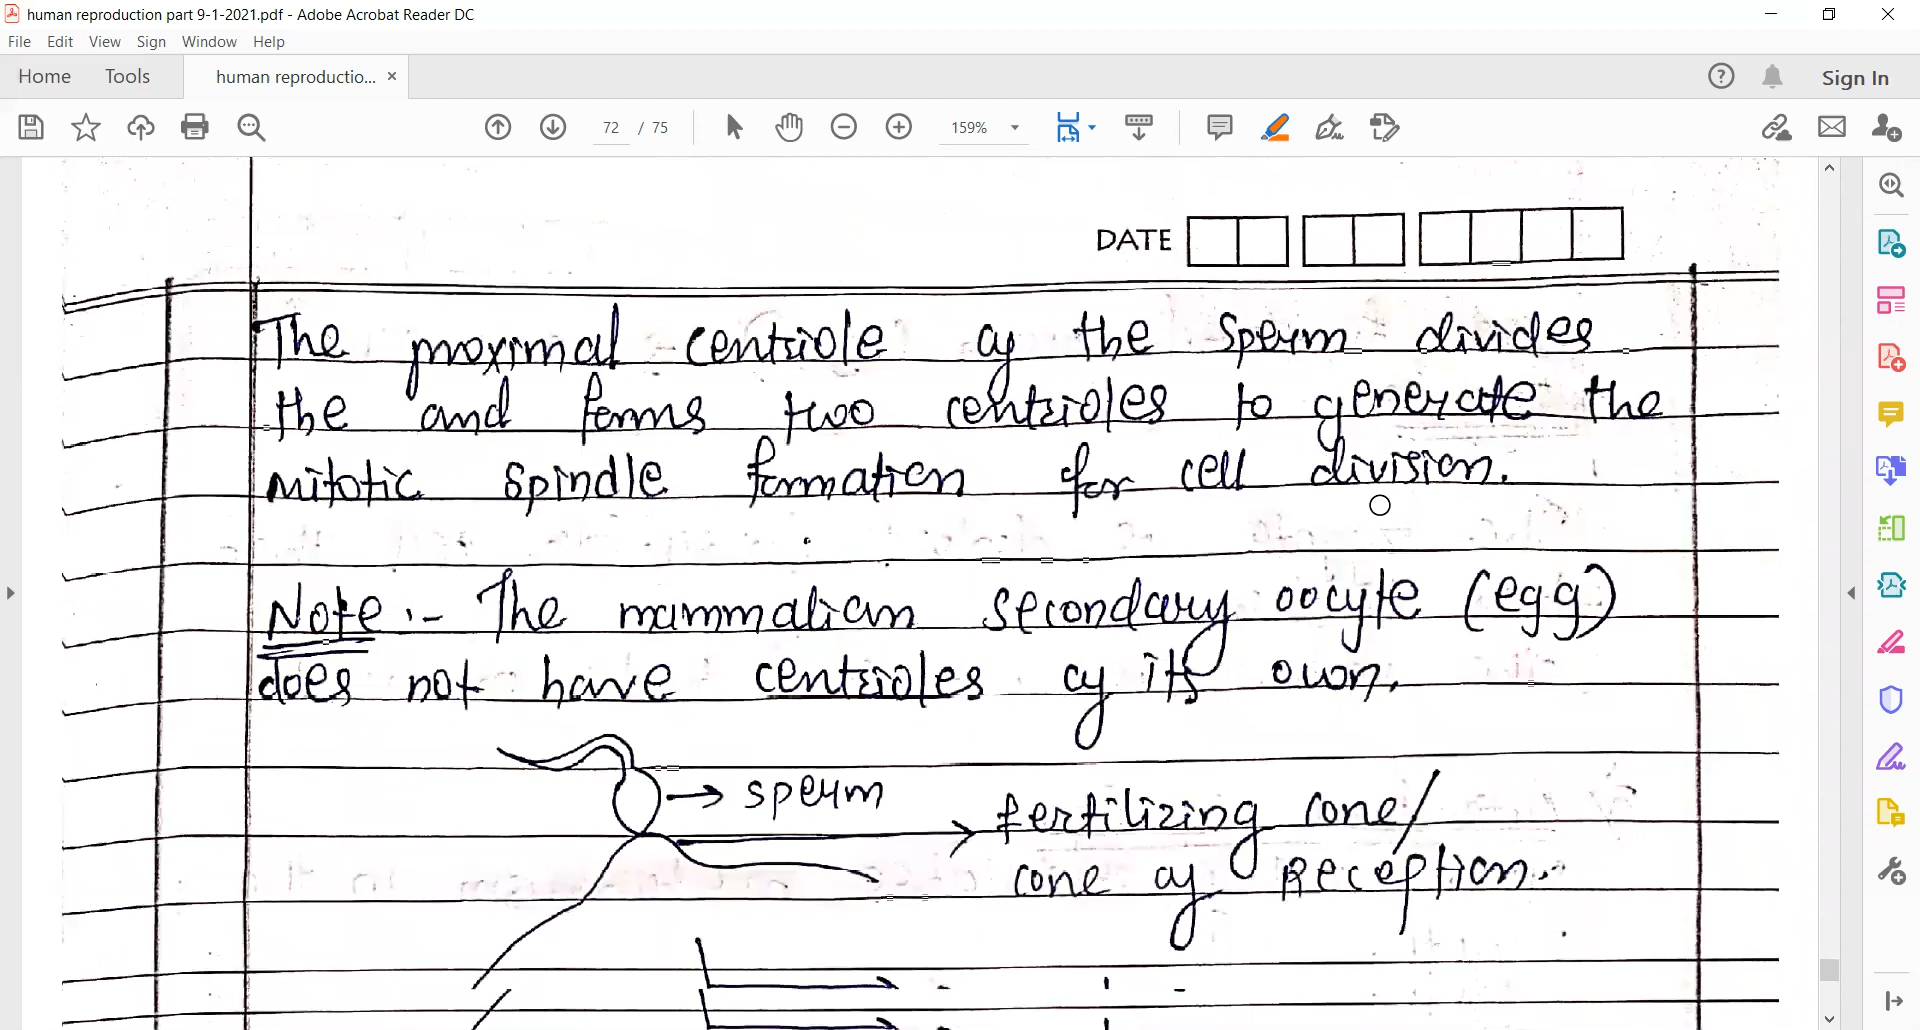 human reproduction part 9-1-2021.pdf - Adobe Acrobat Reader DC
File Edit View Sign Window Help
Home Tools human reproductio... × Sign In
72 / 75 159%
DATE
The proximal centriole of the sperm divides
the and forms two centrioles to generate the
mitotic spindle formation for cell division.
Note :- The mammalian secondary oocyte (egg)
does not have centrioles of its own.
→ sperm
fertilizing cone/
cone of reception.